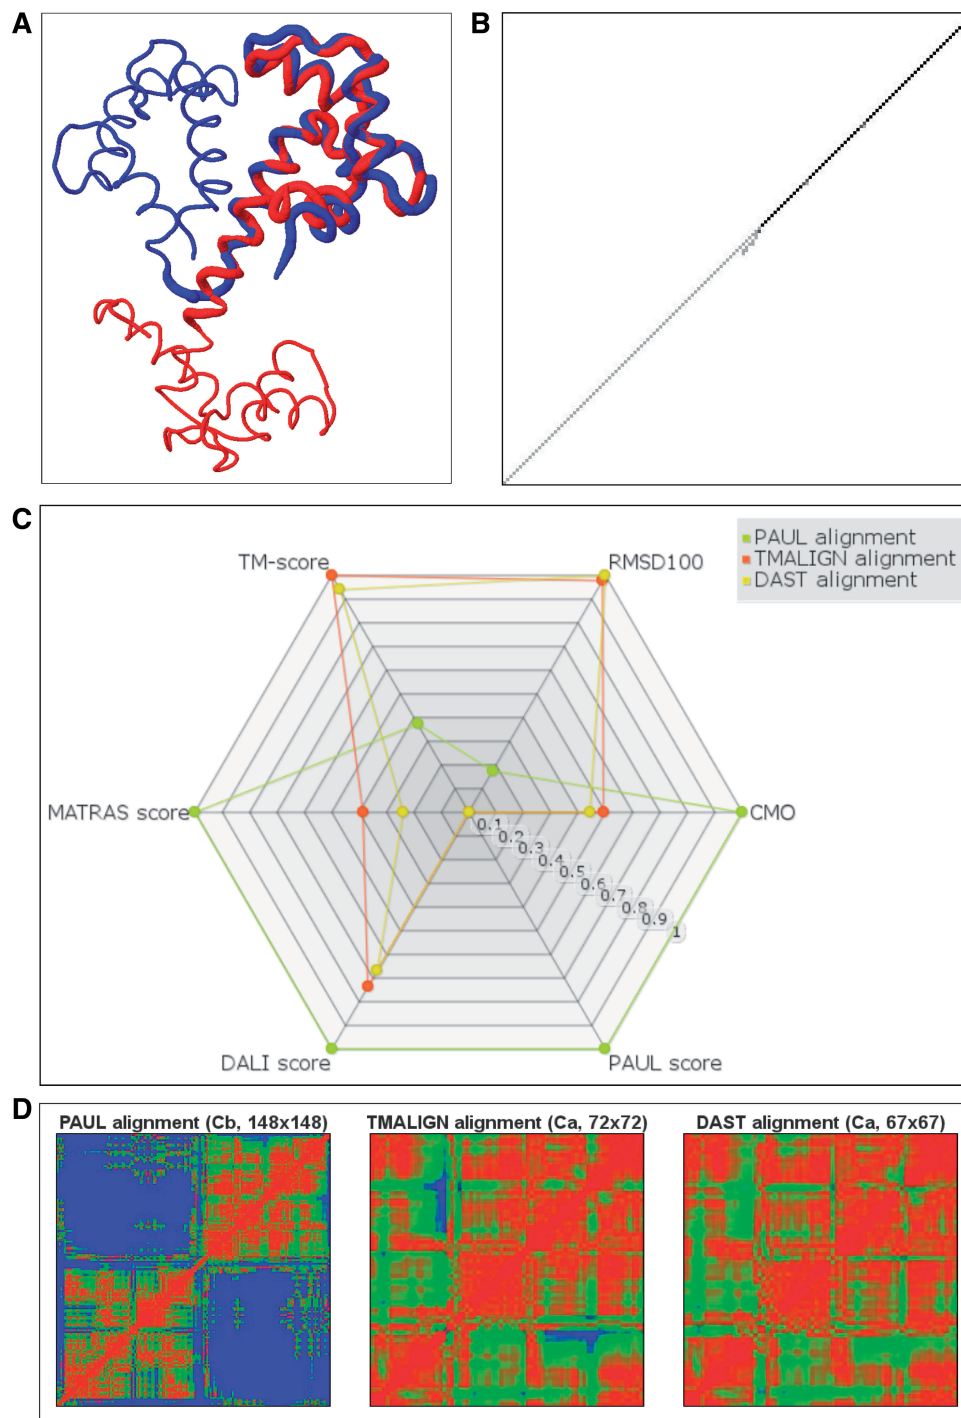 A
B
C
PAUL alignment
TMALIGN alignment
DAST alignment
TM-score
RMSD100
MATRAS score
CMO
0.1
0.2
0.3
0.4
0.5
0.6
0.7
0.8
0.9
1
DALI score
PAUL score
D
PAUL alignment (Cb, 148x148)
TMALIGN alignment (Ca, 72x72)
DAST alignment (Ca, 67x67)